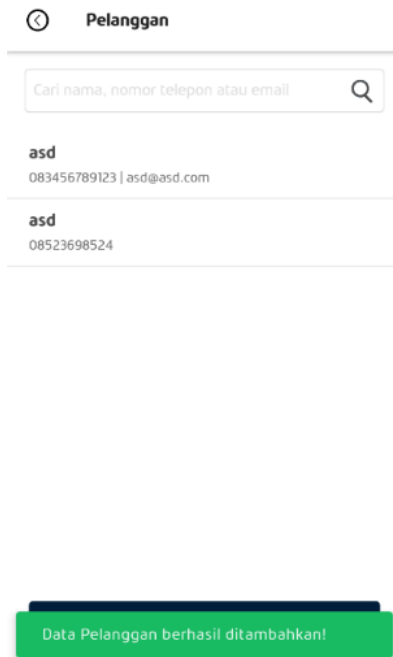 Pelanggan
Cari nama, nomor telepon atau email
asd
083456789123 | asd@asd.com
asd
08523698524
Data Pelanggan berhasil ditambahkan!